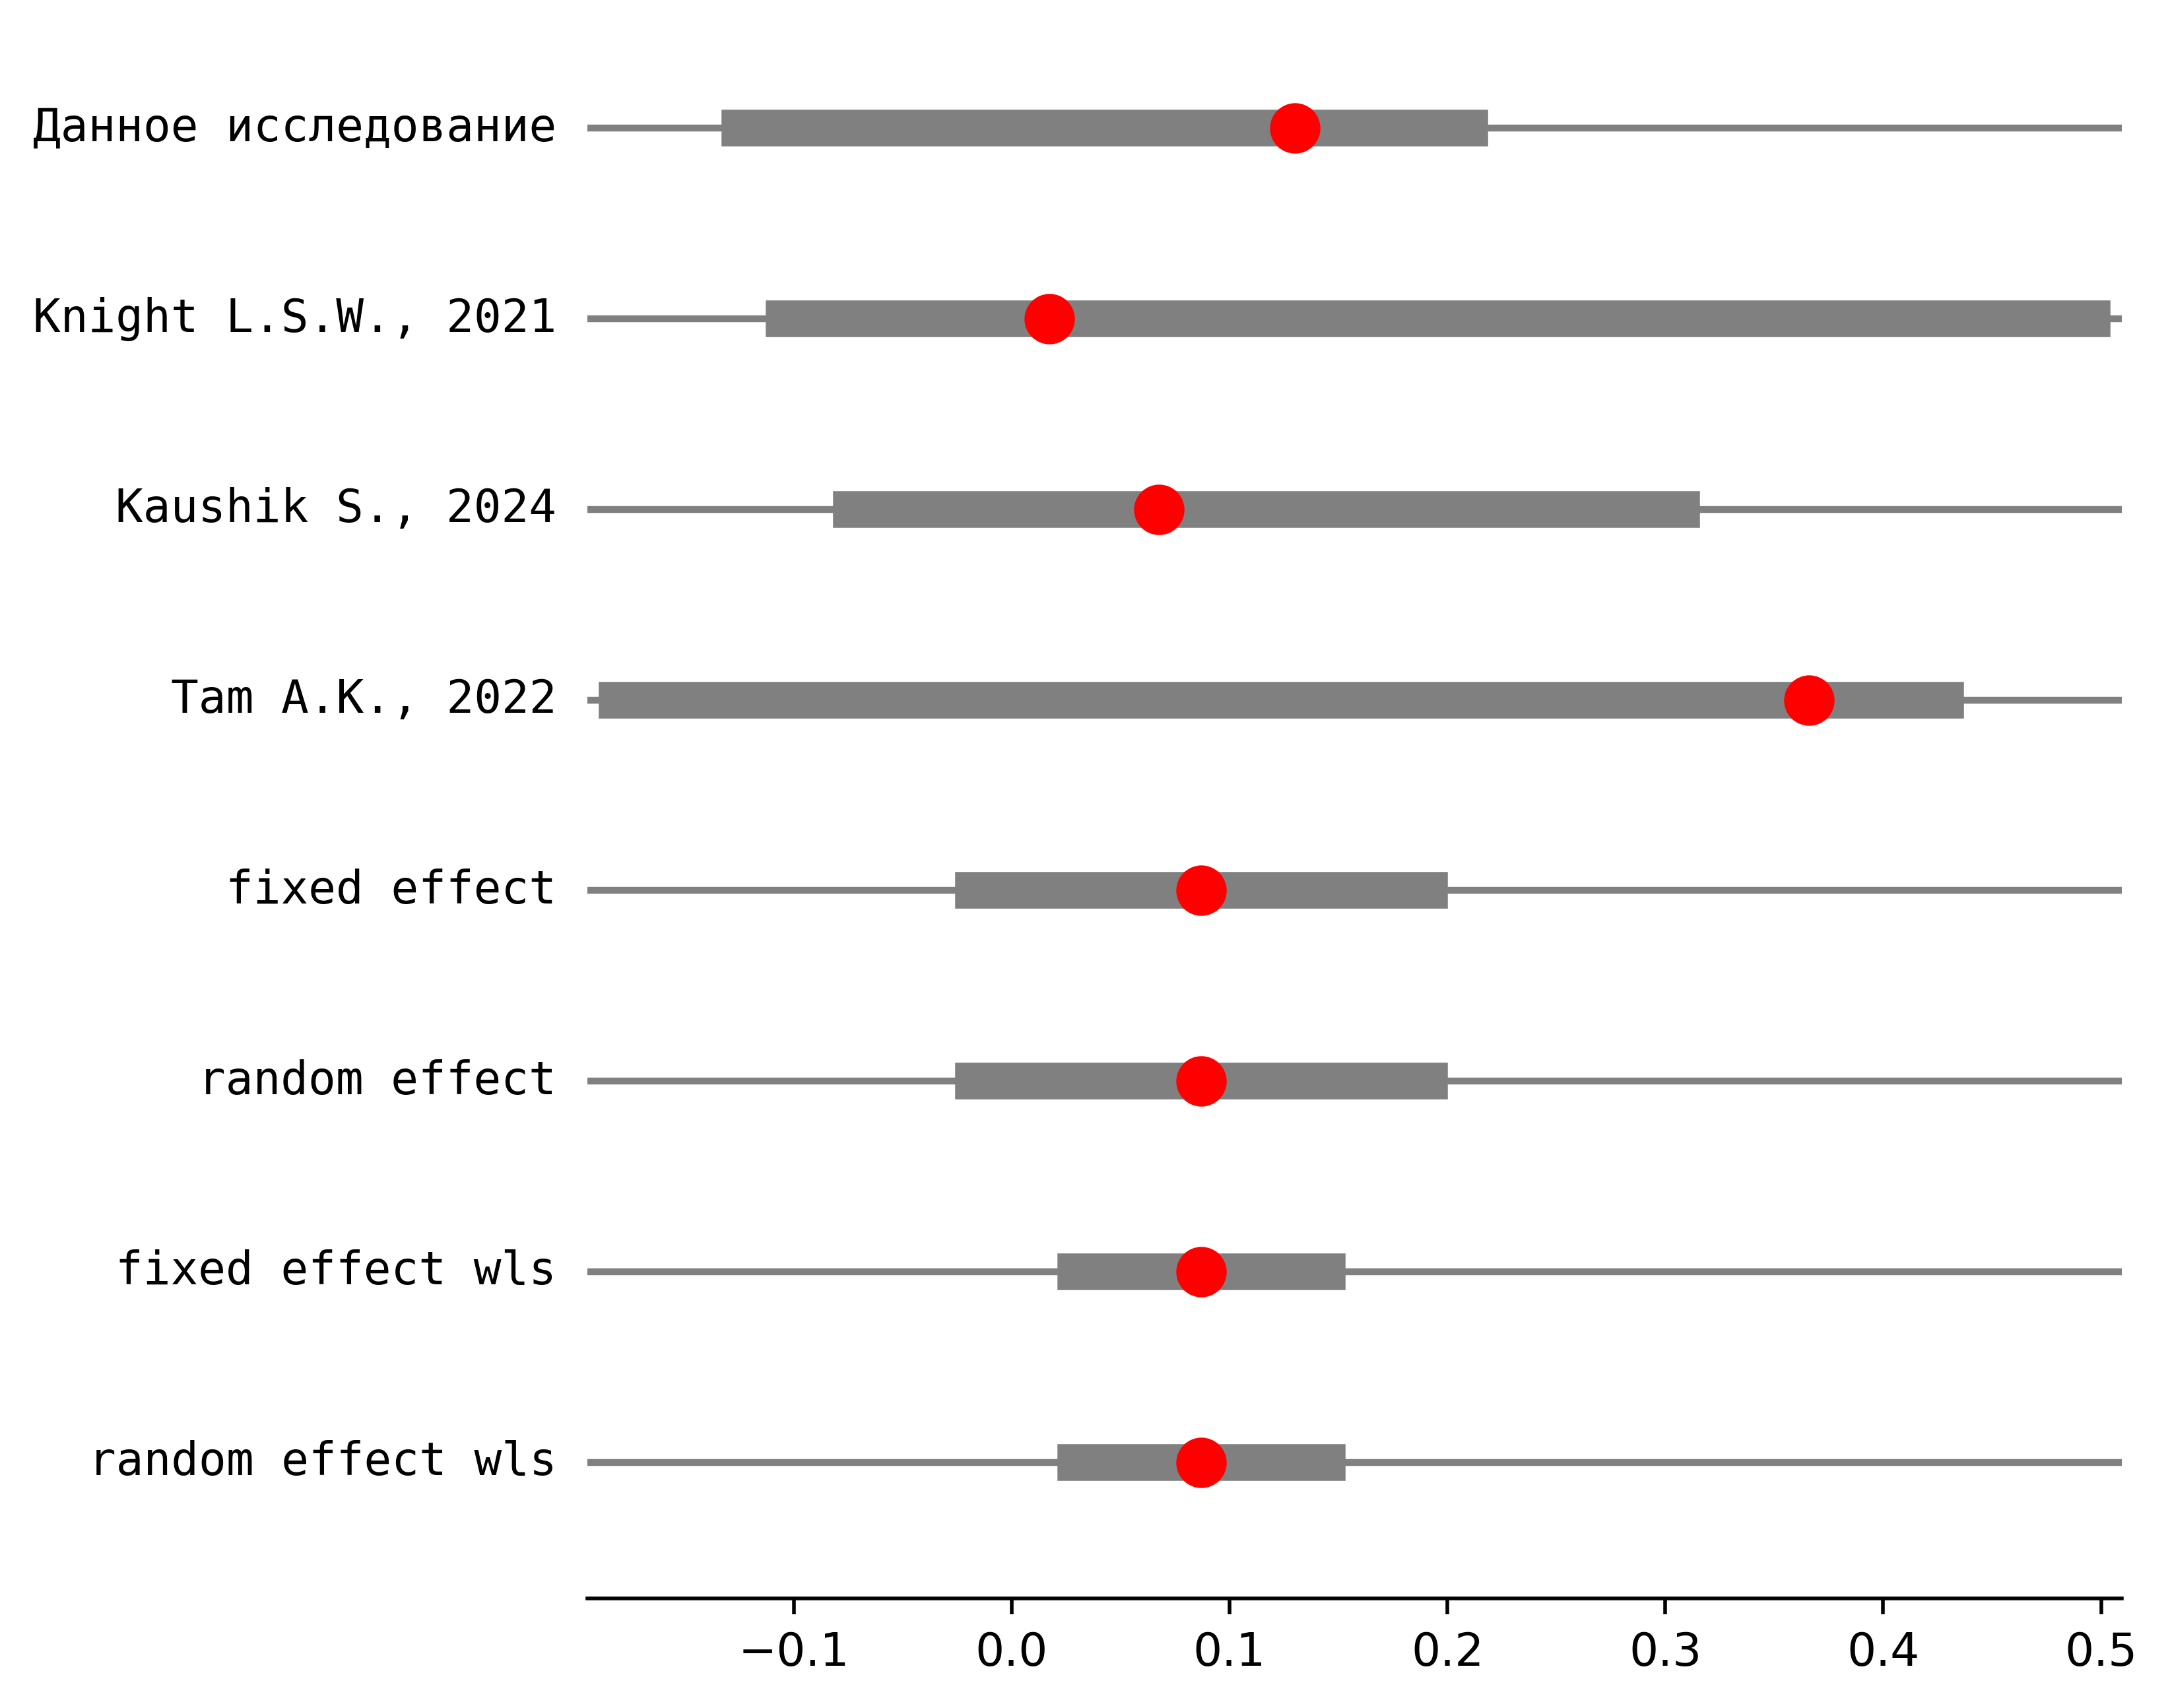 Данное исследование
Knight L.S.W., 2021
Kaushik S., 2024
Tam A.K., 2022
fixed effect
random effect
fixed effect wls
random effect wls
−0.1 0.0 0.1 0.2 0.3 0.4 0.5